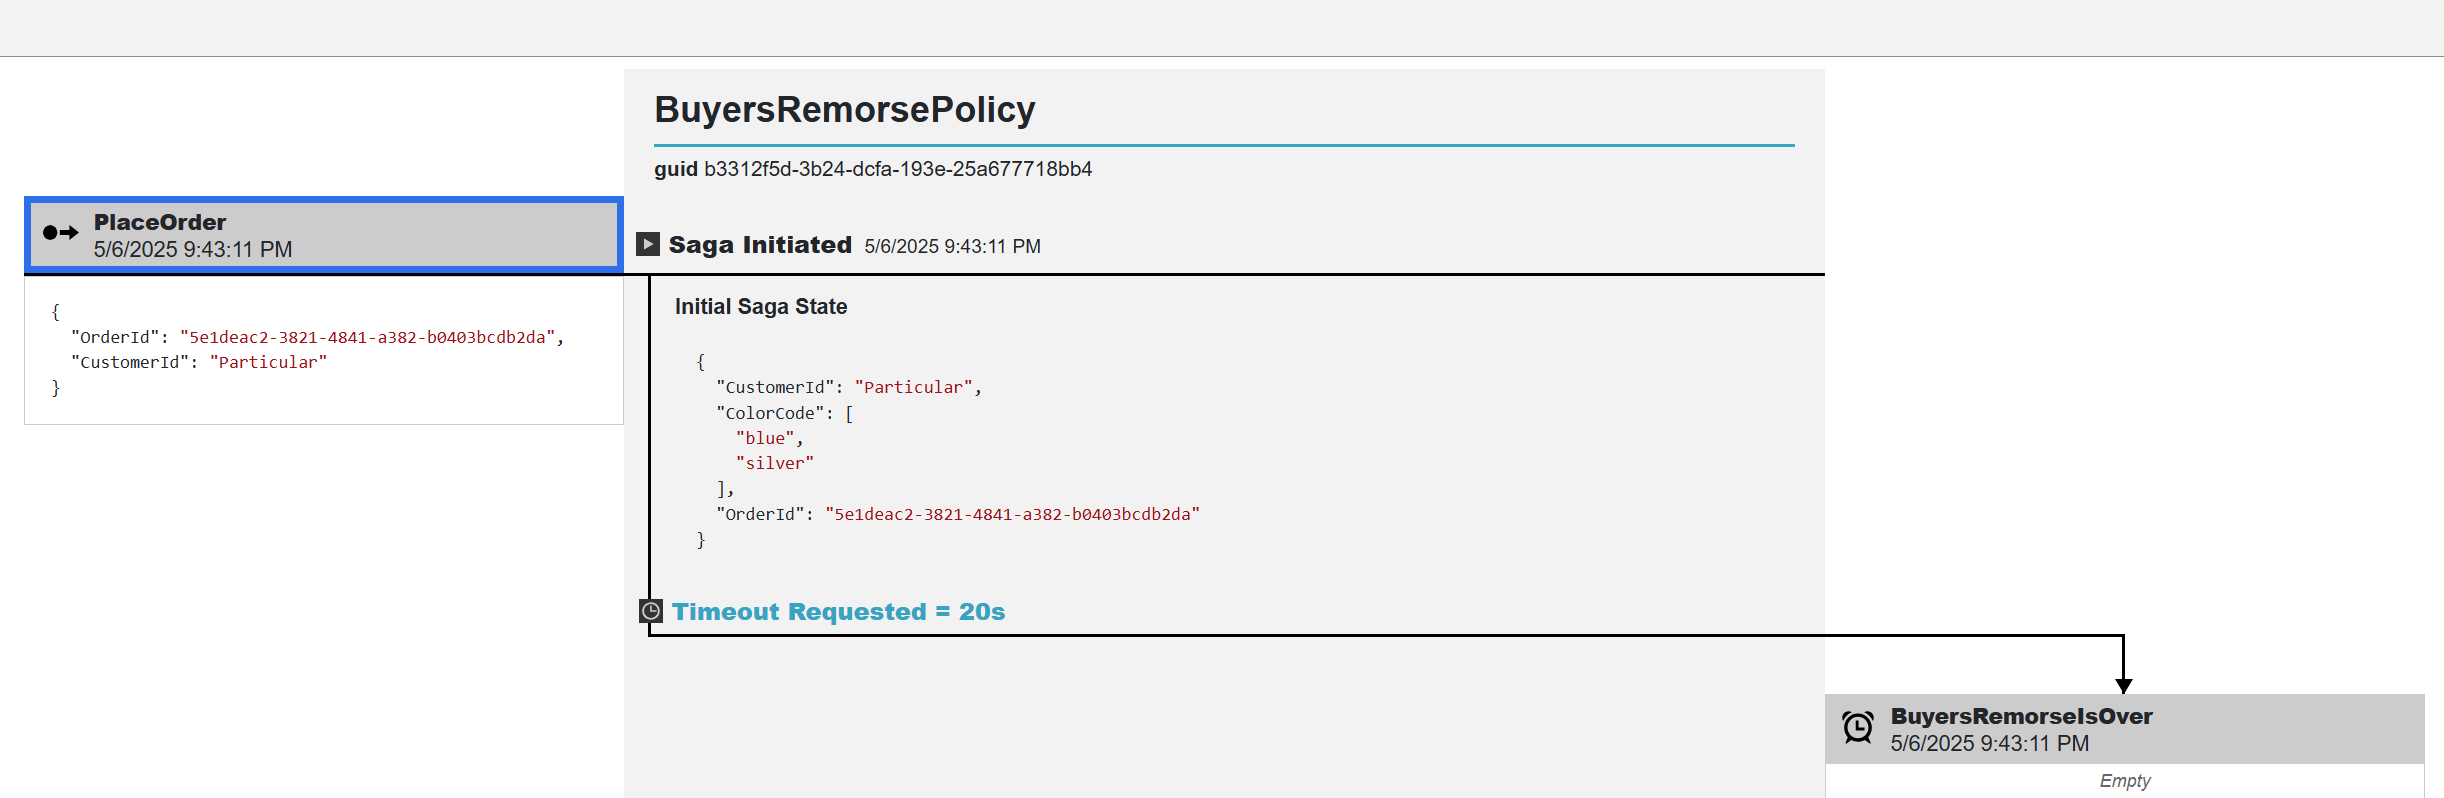 BuyersRemorsePolicy
guid b3312f5d-3b24-dcfa-193e-25a677718bb4
PlaceOrder
5/6/2025 9:43:11 PM
{
"OrderId": "5e1deac2-3821-4841-a382-b0403bcdb2da",
"CustomerId": "Particular"
}
Saga Initiated 5/6/2025 9:43:11 PM
Initial Saga State
{
"CustomerId": "Particular",
"ColorCode": [
"blue",
"silver"
],
"OrderId": "5e1deac2-3821-4841-a382-b0403bcdb2da"
}
Timeout Requested = 20s
BuyersRemorseIsOver
5/6/2025 9:43:11 PM
Empty